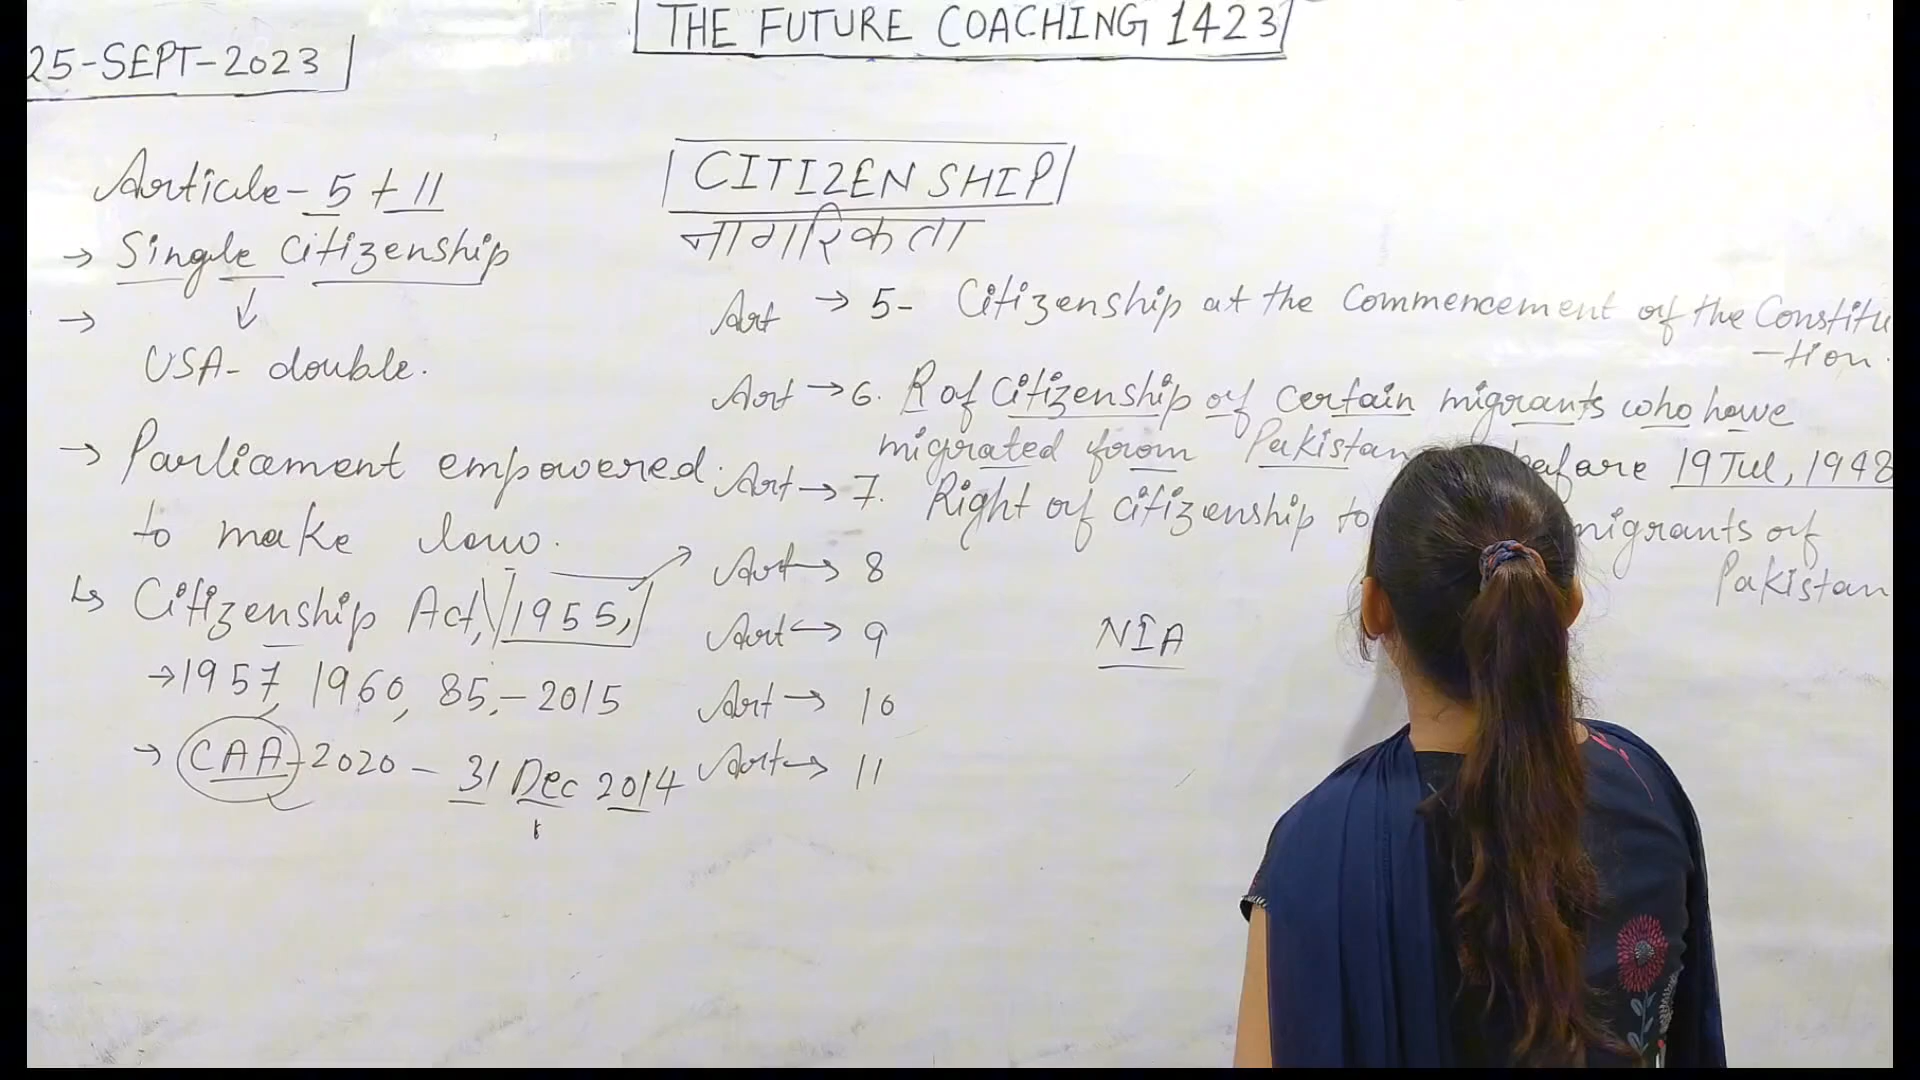 THE FUTURE COACHING 1423
25-SEPT-2023
Article- 5 + 11
→ Single Citizenship
→
USA- double.
→ Parliament empowered.
to make law.
↳ Citizenship Act, 1955,
→ 1957, 1960, 85,- 2015
→ CAA-2020 - 31 Dec 2014
CITIZENSHIP
नागरिकता
Art → 5- Citizenship at the Commencement of the Constitu
-tion.
Art → 6. R of Citizenship of certain migrants who have
migrated from Pakistan before 19 Jul, 1948
Art → 7. Right of citizenship to migrants of
Pakistan
Art → 8
Art → 9
NIA
Art → 10
Art → 11